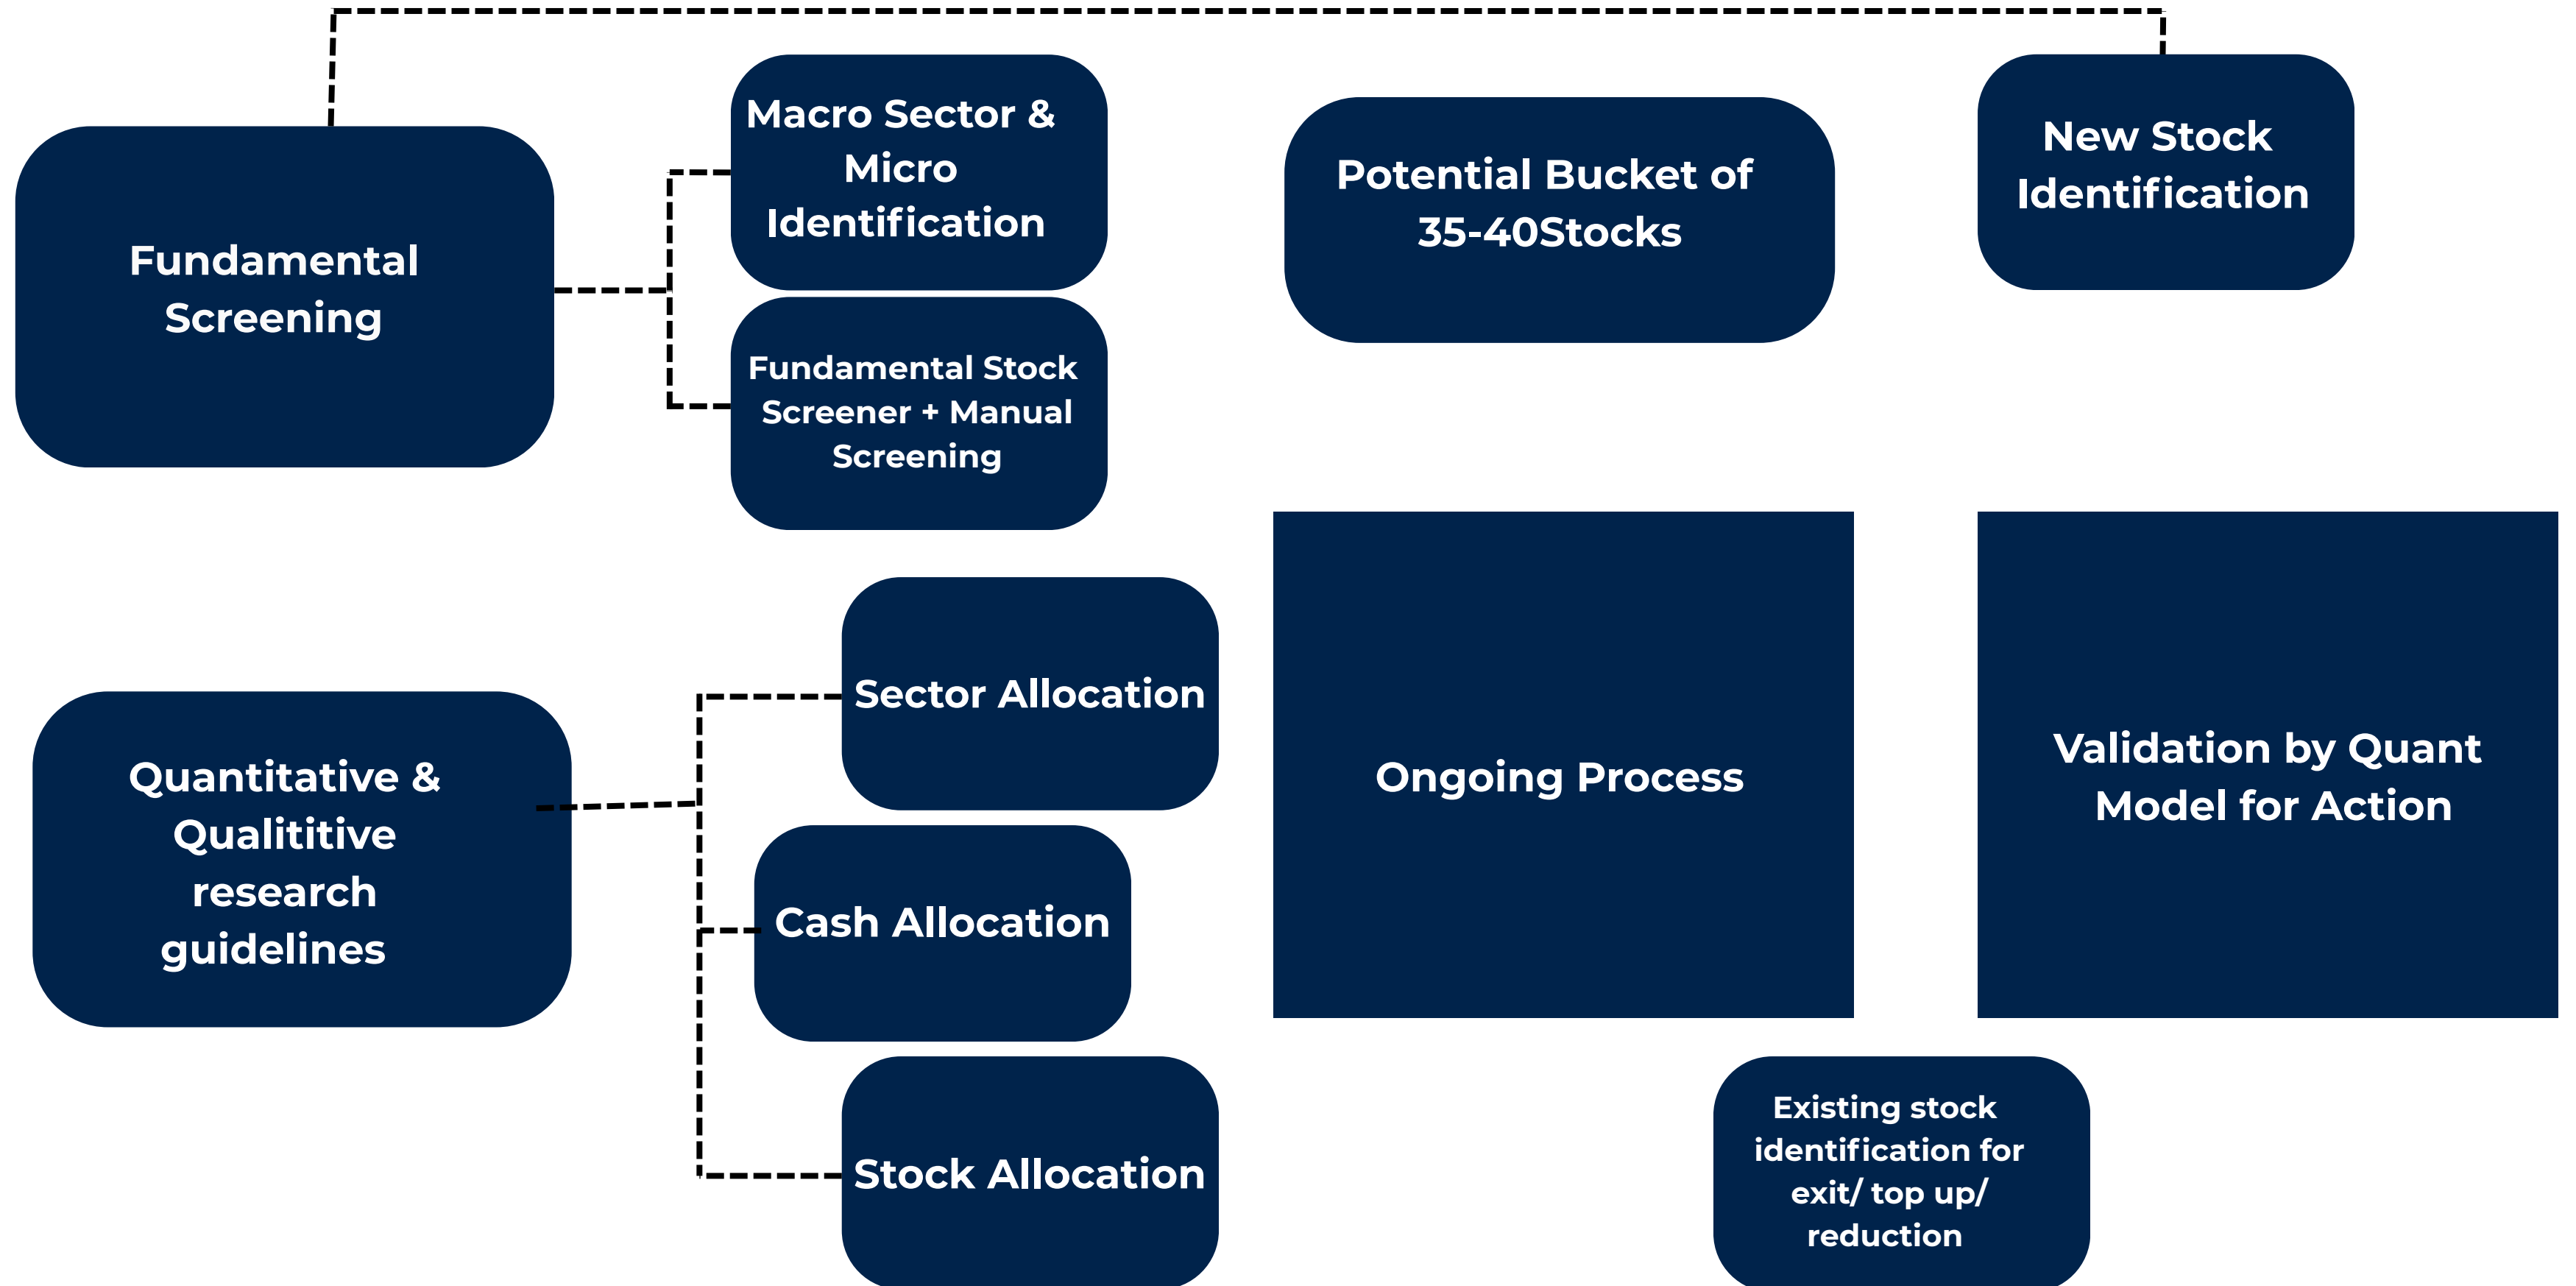 Fundamental
Screening
Macro Sector &
Micro
Identification
Fundamental Stock
Screener + Manual
Screening
Potential Bucket of
35-40Stocks
New Stock
Identification
Quantitative &
Qualititive
research
guidelines
Sector Allocation
Cash Allocation
Stock Allocation
Ongoing Process
Validation by Quant
Model for Action
Existing stock
identification for
exit/ top up/
reduction